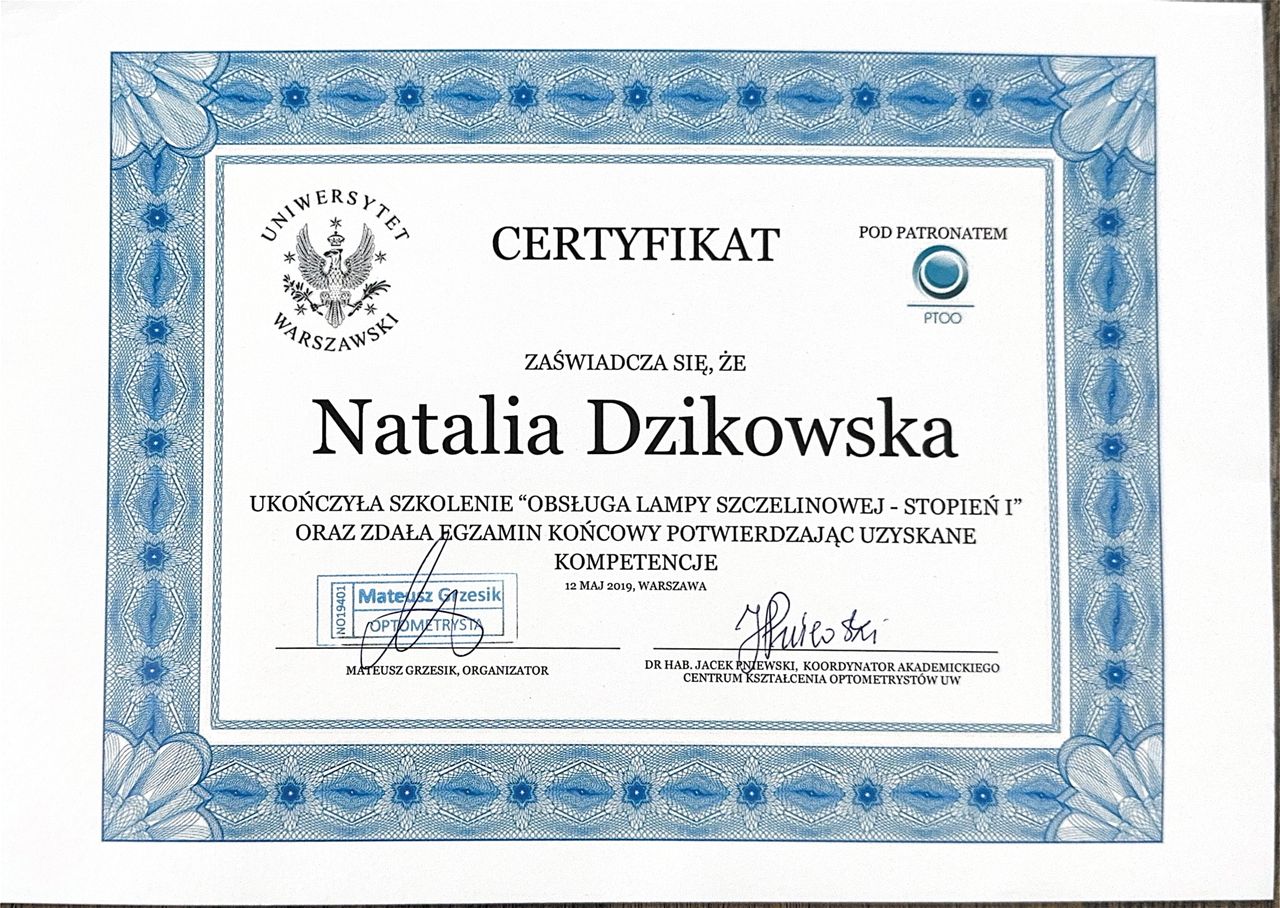 UNIWERSYTET
WARSZAWSKI
CERTYFIKAT
POD PATRONATEM
PTOO
ZAŚWIADCZA SIĘ, ŻE
Natalia Dzikowska
UKOŃCZYŁA SZKOLENIE “OBSŁUGA LAMPY SZCZELINOWEJ - STOPIEŃ I”
ORAZ ZDAŁA EGZAMIN KOŃCOWY POTWIERDZAJĄC UZYSKANE
KOMPETENCJE
12 MAJ 2019, WARSZAWA
NO19401
Mateusz Grzesik
OPTOMETRYSTA
MATEUSZ GRZESIK, ORGANIZATOR
DR HAB. JACEK PNIEWSKI, KOORDYNATOR AKADEMICKIEGO
CENTRUM KSZTAŁCENIA OPTOMETRYSTÓW UW